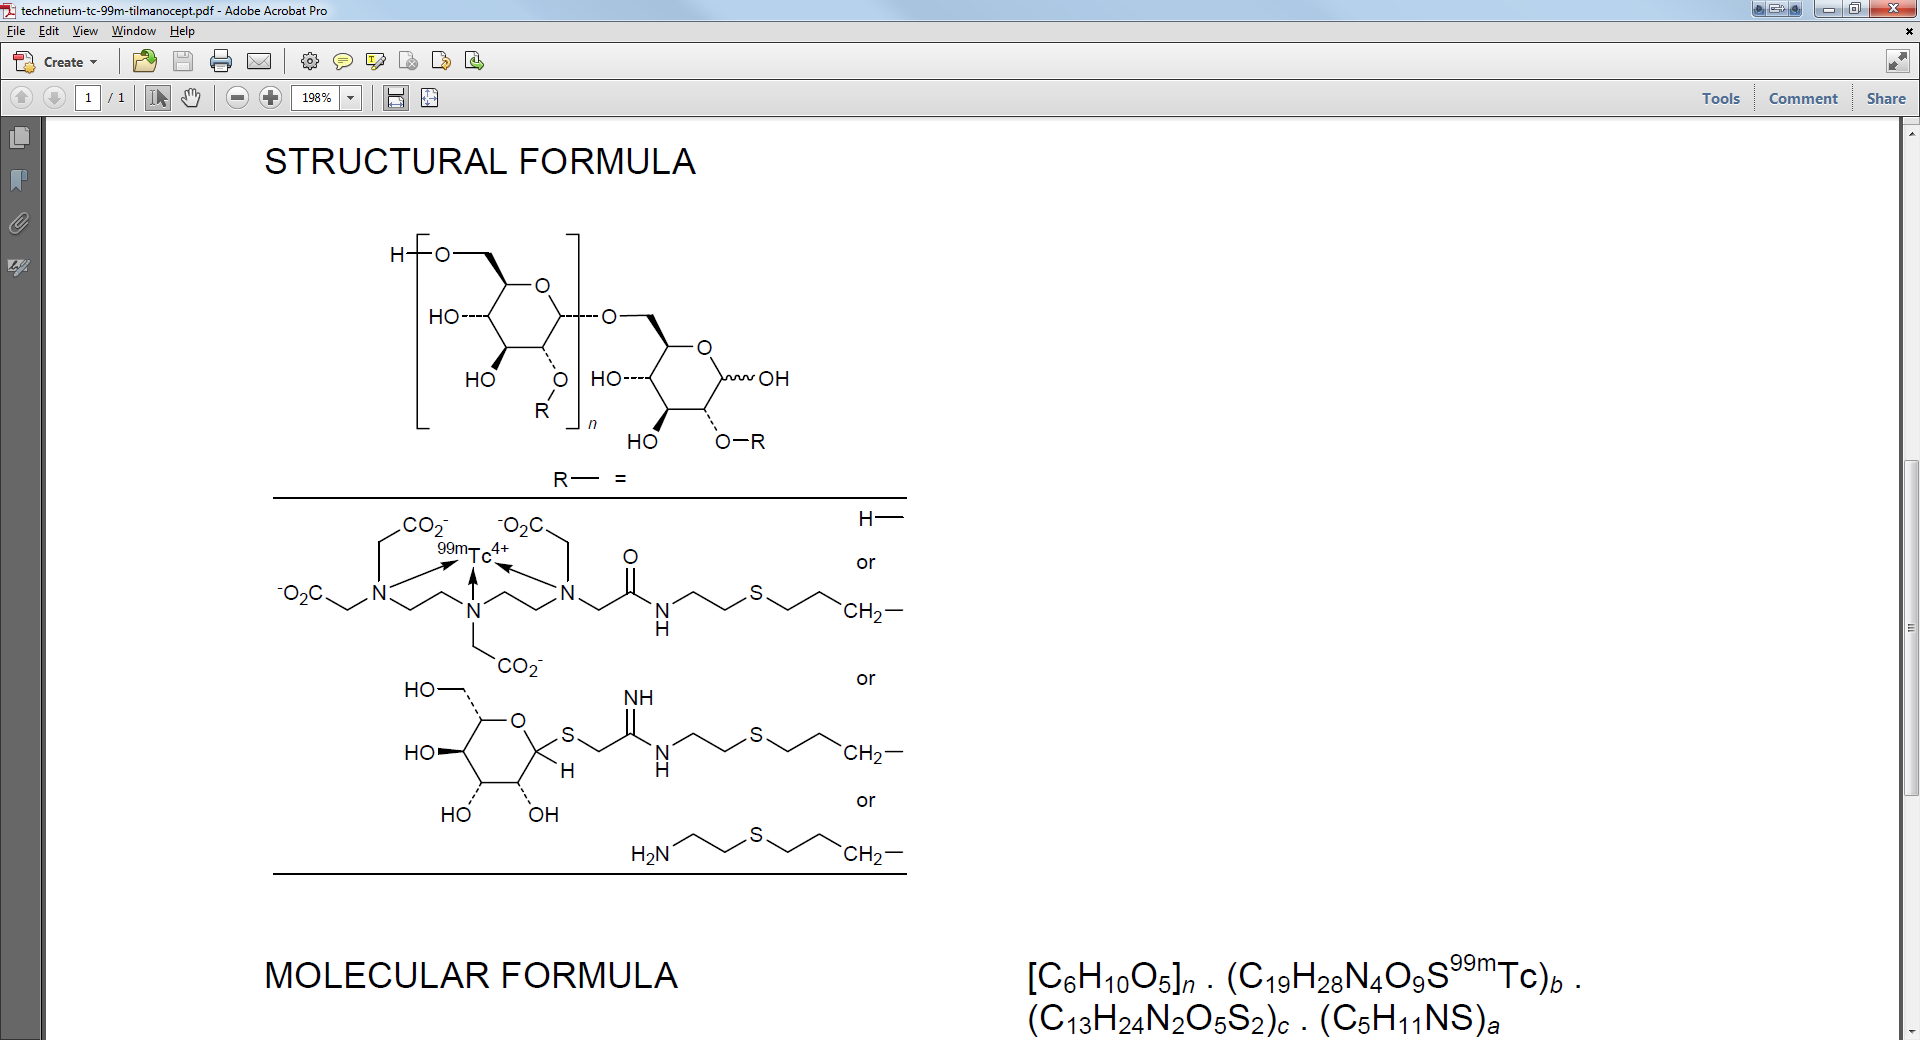 technetium-tc-99m-tilmanocept.pdf - Adobe Acrobat Pro
File Edit View Window Help
Create
1 / 1 198% Tools Comment Share
STRUCTURAL FORMULA
H O
O
HO O
O
HO O HO OH
R
n
HO O R
R =
CO2- -O2C H
99mTc4+
O or
-O2C N N S
N N CH2
H
CO2-
or
HO NH
O
S S
HO N CH2
H H
or
HO OH
S
H2N CH2
MOLECULAR FORMULA [C6H10O5]n . (C19H28N4O9S99mTc)b .
(C13H24N2O5S2)c . (C5H11NS)a